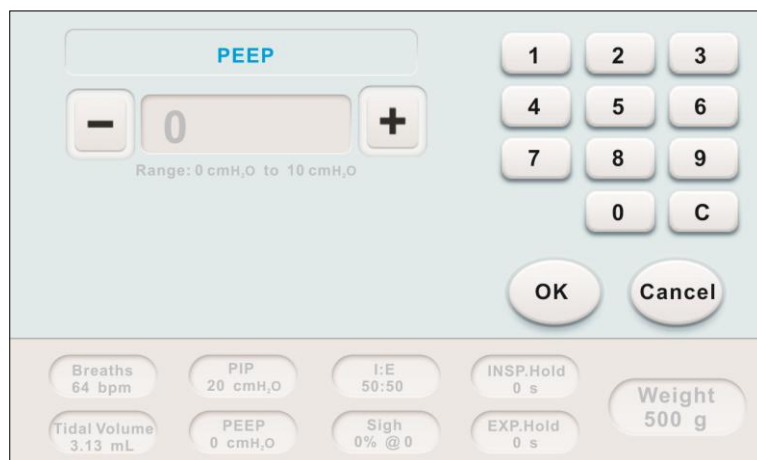 PEEP
− 0 +
Range: 0 cmH₂O to 10 cmH₂O
1 2 3
4 5 6
7 8 9
0 C
OK Cancel
Breaths
64 bpm
PIP
20 cmH₂O
I:E
50:50
INSP.Hold
0 s
Tidal Volume
3.13 mL
PEEP
0 cmH₂O
Sigh
0% @ 0
EXP.Hold
0 s
Weight
500 g